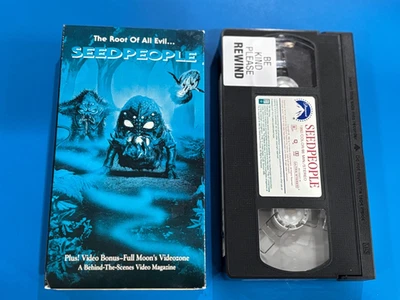 The Root Of All Evil...
SEEDPEOPLE
Plus! Video Bonus–Full Moon's Videozone
A Behind-The-Scenes Video Magazine
BE
KIND
PLEASE
REWIND
SEEDPEOPLE